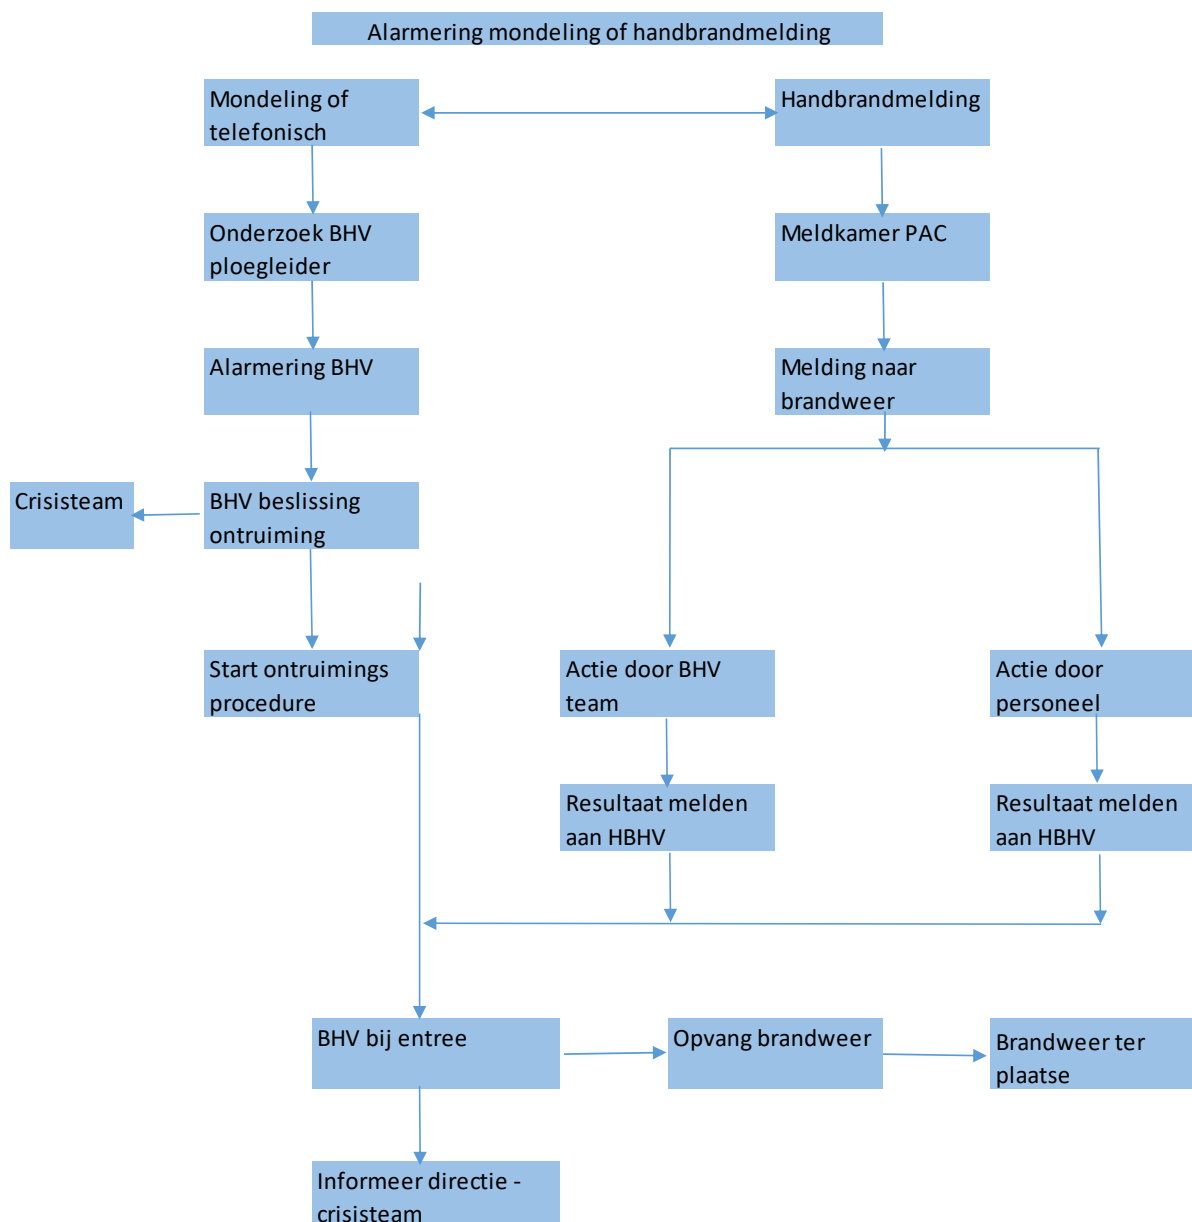 Alarmering mondeling of handbrandmelding
Mondeling of
telefonisch
Handbrandmelding
Onderzoek BHV
ploegleider
Meldkamer PAC
Alarmering BHV
Melding naar
brandweer
Crisisteam
BHV beslissing
ontruiming
Start ontruimings
procedure
Actie door BHV
team
Actie door
personeel
Resultaat melden
aan HBHV
Resultaat melden
aan HBHV
BHV bij entree
Opvang brandweer
Brandweer ter
plaatse
Informeer directie -
crisisteam